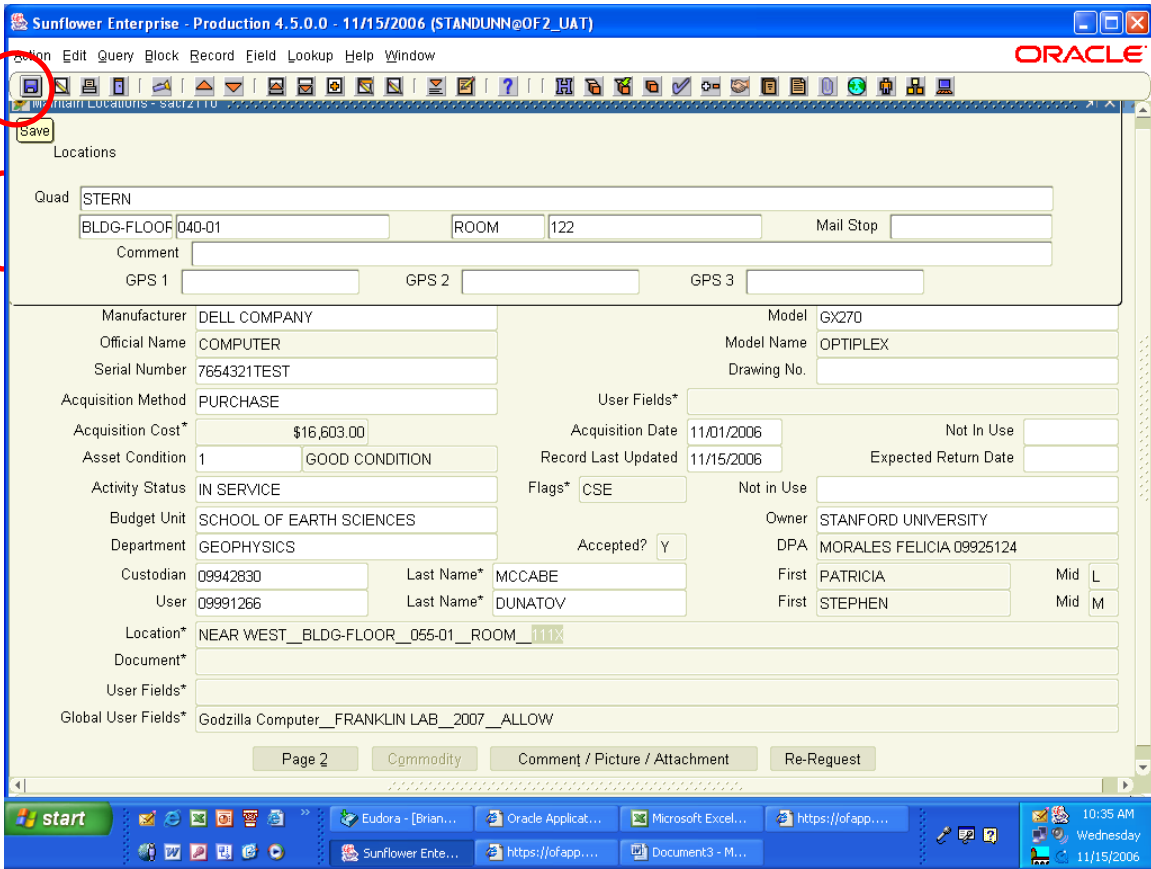 Sunflower Enterprise - Production 4.5.0.0 - 11/15/2006 (STANDUNN@OF2_UAT)
Action Edit Query Block Record Field Lookup Help Window
ORACLE
Maintain Locations - sacrz110
Save
Locations
Quad STERN
BLDG-FLOOR 040-01 ROOM 122 Mail Stop
Comment
GPS 1 GPS 2 GPS 3
Manufacturer DELL COMPANY Model GX270
Official Name COMPUTER Model Name OPTIPLEX
Serial Number 7654321TEST Drawing No.
Acquisition Method PURCHASE User Fields*
Acquisition Cost* $16,603.00 Acquisition Date 11/01/2006 Not In Use
Asset Condition 1 GOOD CONDITION Record Last Updated 11/15/2006 Expected Return Date
Activity Status IN SERVICE Flags* CSE Not in Use
Budget Unit SCHOOL OF EARTH SCIENCES Owner STANFORD UNIVERSITY
Department GEOPHYSICS Accepted? Y DPA MORALES FELICIA 09925124
Custodian 09942830 Last Name* MCCABE First PATRICIA Mid L
User 09991266 Last Name* DUNATOV First STEPHEN Mid M
Location* NEAR WEST__BLDG-FLOOR__055-01__ROOM__111X
Document*
User Fields*
Global User Fields* Godzilla Computer__FRANKLIN LAB__2007__ALLOW
Page 2 Commodity Comment / Picture / Attachment Re-Request
start Eudora - [Brian... Oracle Applicat... Microsoft Excel... https://ofapp.... 10:35 AM
Wednesday
Sunflower Ente... https://ofapp.... Document3 - M... 11/15/2006